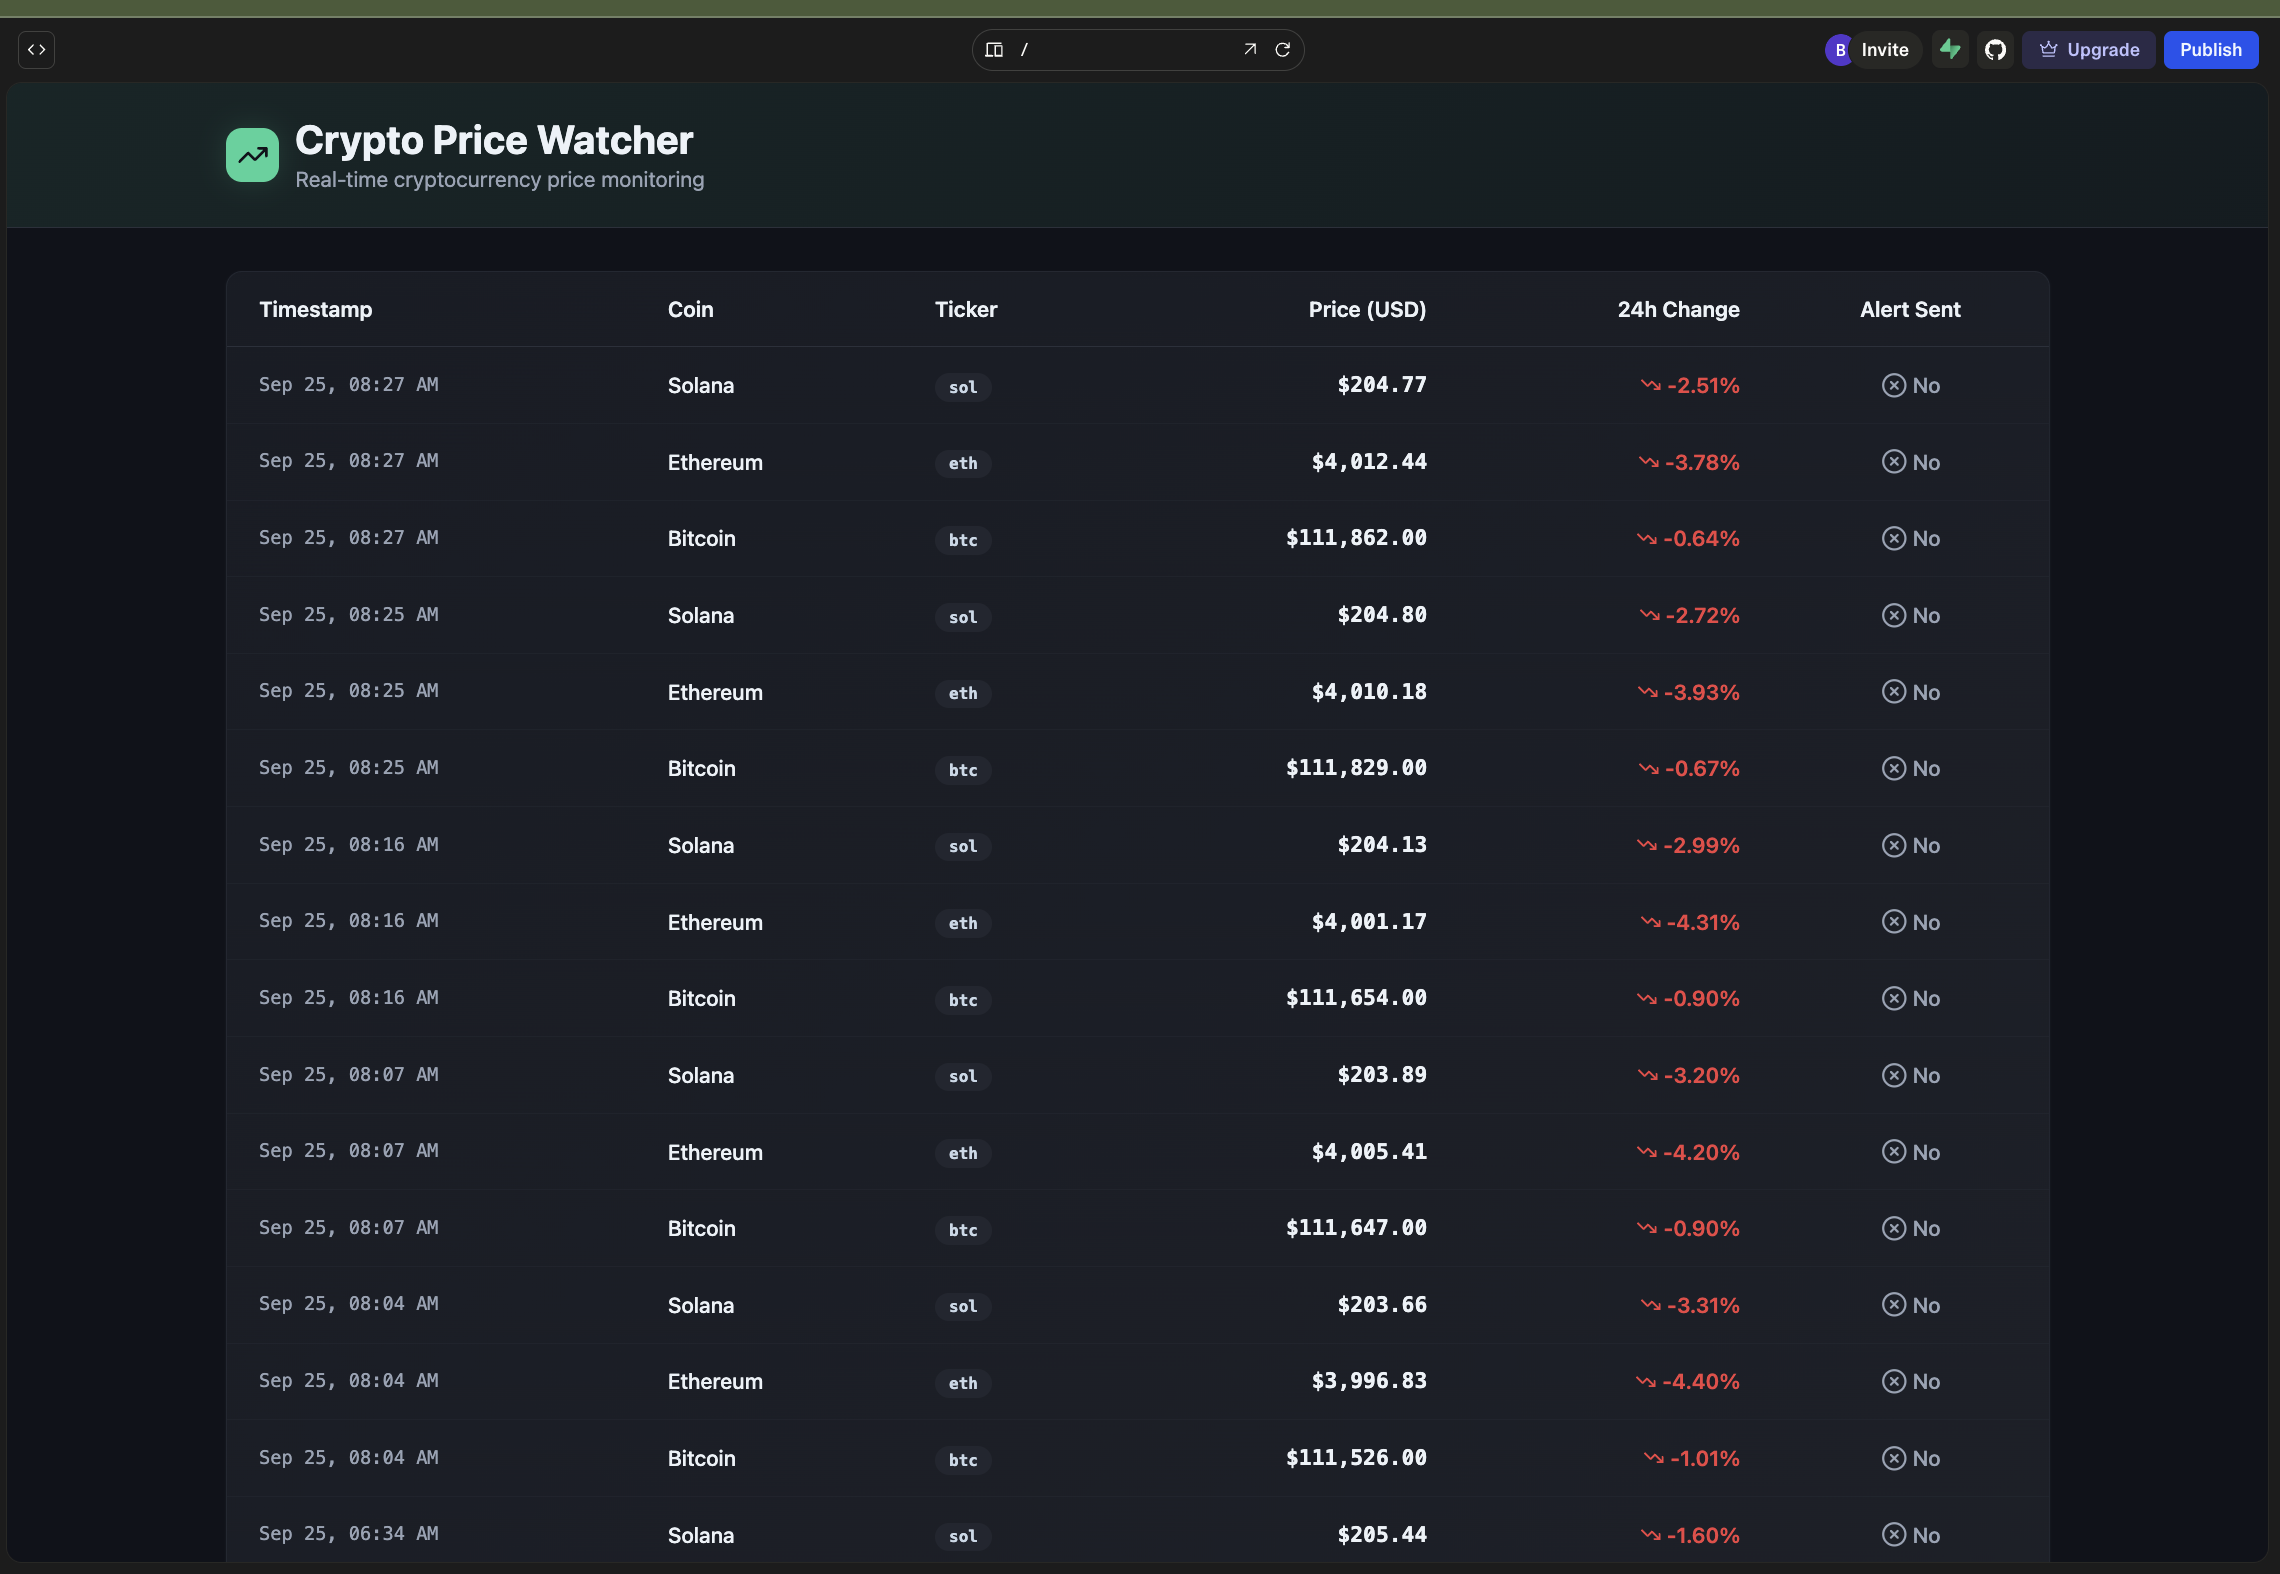 /
B Invite Upgrade Publish
Crypto Price Watcher
Real-time cryptocurrency price monitoring
Timestamp Coin Ticker Price (USD) 24h Change Alert Sent
Sep 25, 08:27 AM Solana sol $204.77 -2.51% No
Sep 25, 08:27 AM Ethereum eth $4,012.44 -3.78% No
Sep 25, 08:27 AM Bitcoin btc $111,862.00 -0.64% No
Sep 25, 08:25 AM Solana sol $204.80 -2.72% No
Sep 25, 08:25 AM Ethereum eth $4,010.18 -3.93% No
Sep 25, 08:25 AM Bitcoin btc $111,829.00 -0.67% No
Sep 25, 08:16 AM Solana sol $204.13 -2.99% No
Sep 25, 08:16 AM Ethereum eth $4,001.17 -4.31% No
Sep 25, 08:16 AM Bitcoin btc $111,654.00 -0.90% No
Sep 25, 08:07 AM Solana sol $203.89 -3.20% No
Sep 25, 08:07 AM Ethereum eth $4,005.41 -4.20% No
Sep 25, 08:07 AM Bitcoin btc $111,647.00 -0.90% No
Sep 25, 08:04 AM Solana sol $203.66 -3.31% No
Sep 25, 08:04 AM Ethereum eth $3,996.83 -4.40% No
Sep 25, 08:04 AM Bitcoin btc $111,526.00 -1.01% No
Sep 25, 06:34 AM Solana sol $205.44 -1.60% No